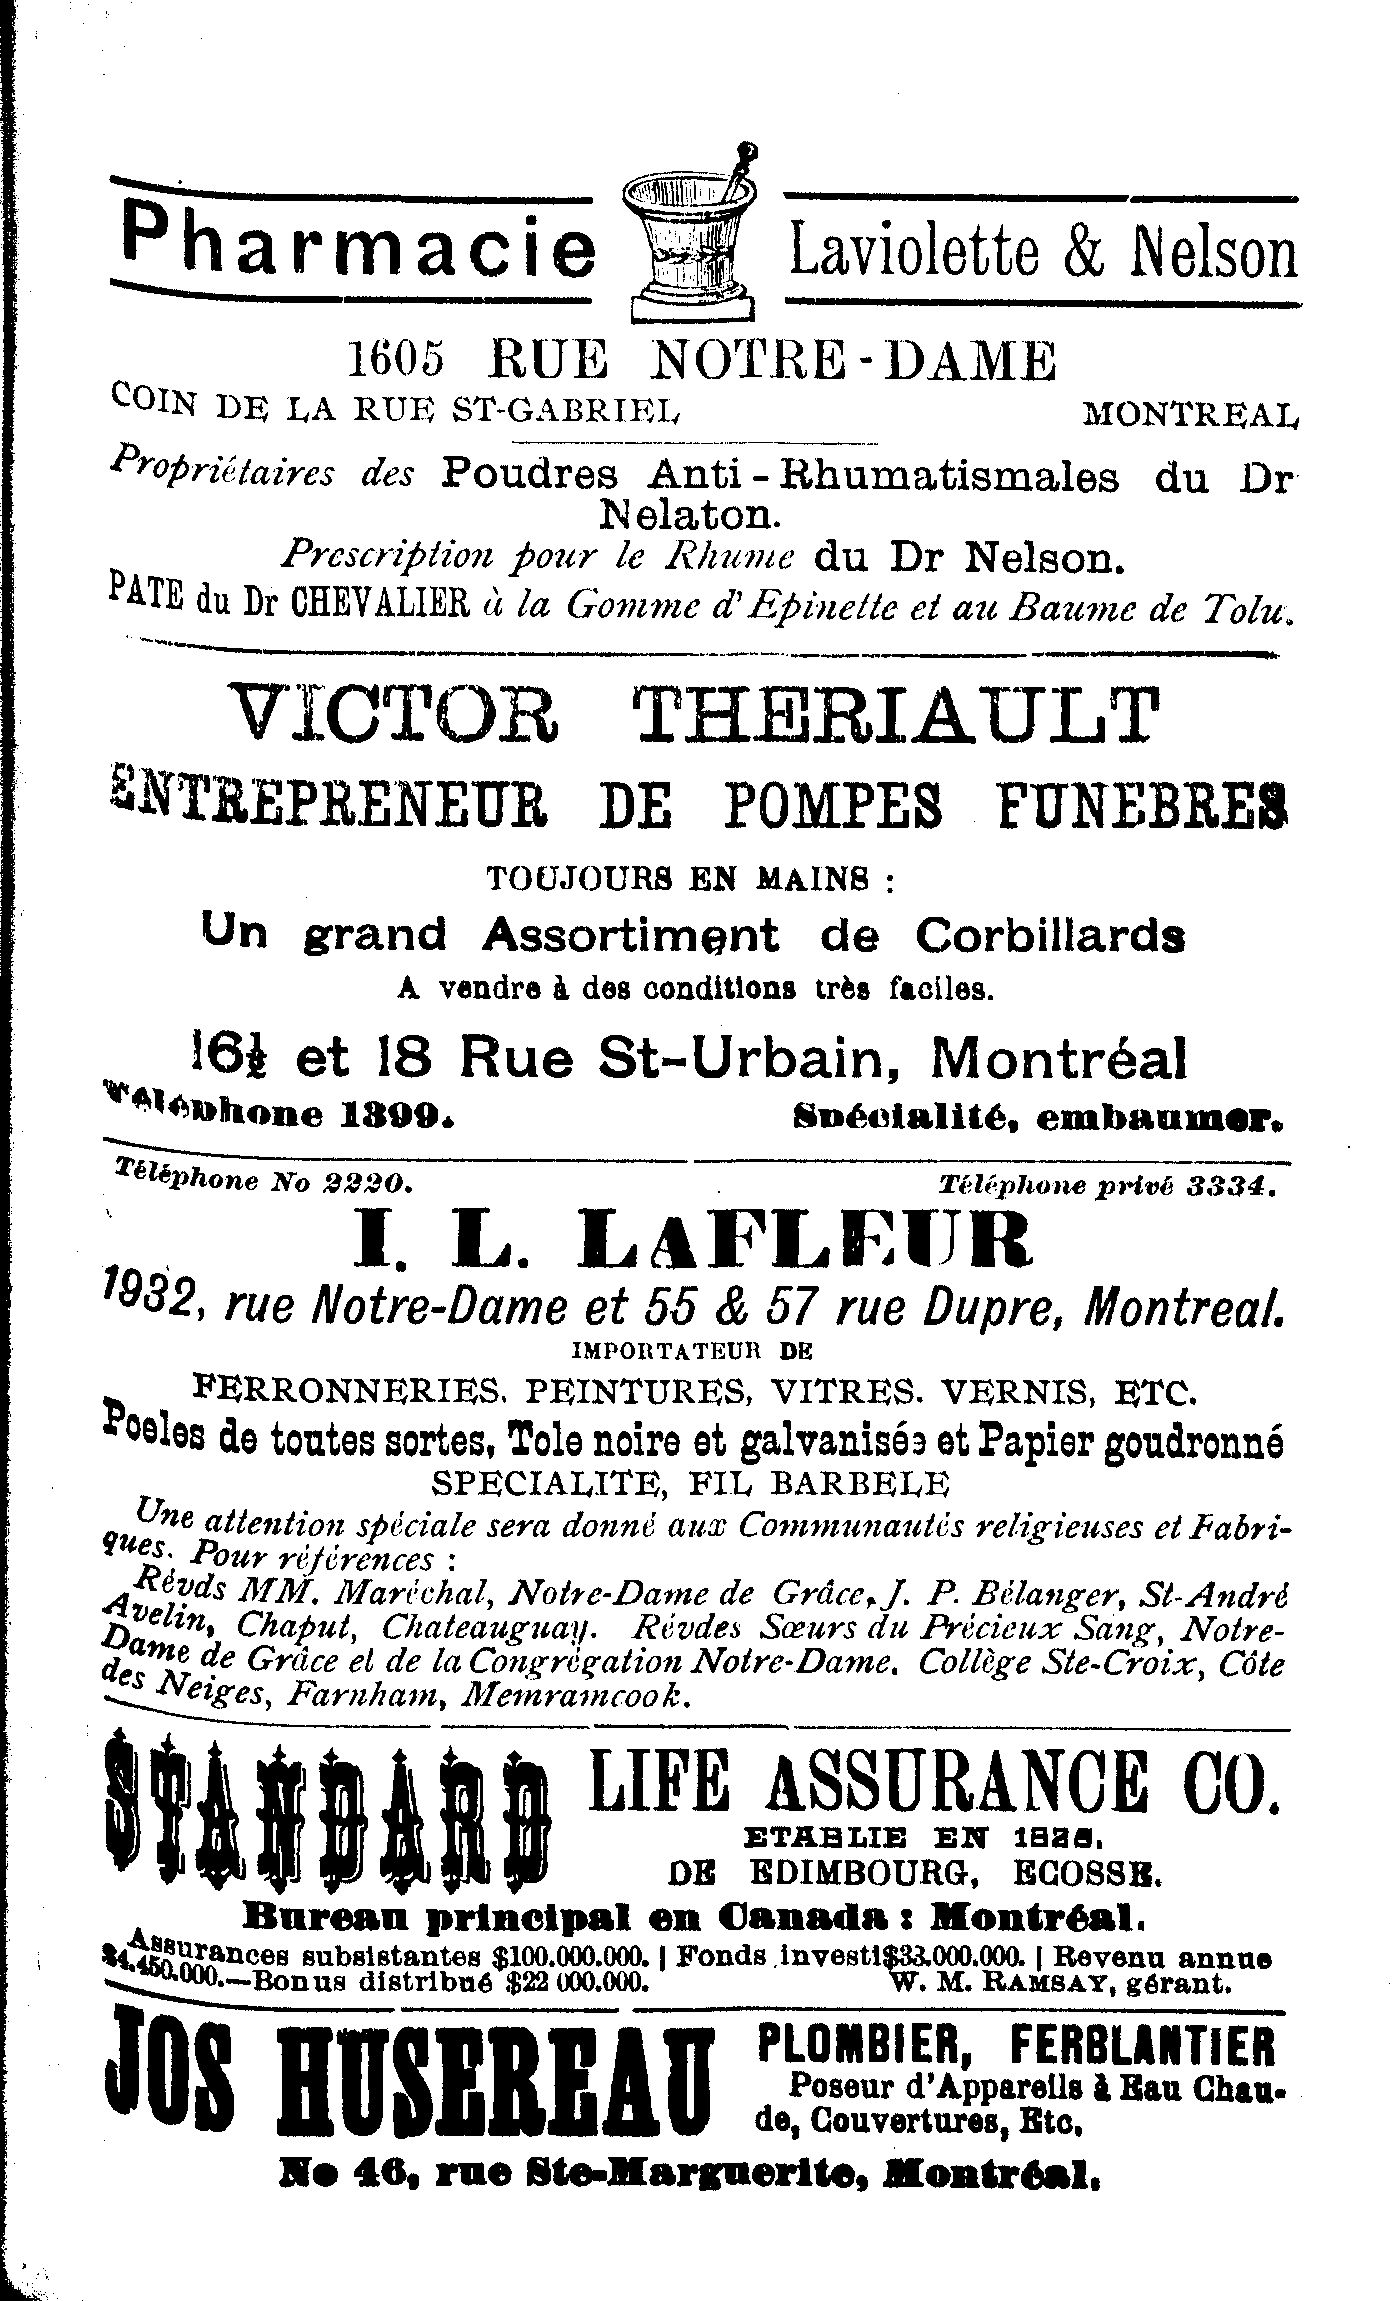 Pharmacie Laviolette & Nelson
1605 RUE NOTRE-DAME
COIN DE LA RUE ST-GABRIEL MONTREAL
Propriétaires des Poudres Anti-Rhumatismales du Dr
Nelaton.
Prescription pour le Rhume du Dr Nelson.
PATE du Dr CHEVALIER à la Gomme d'Epinette et au Baume de Tolu.
VICTOR THERIAULT
ENTREPRENEUR DE POMPES FUNEBRES
TOUJOURS EN MAINS :
Un grand Assortiment de Corbillards
A vendre à des conditions très faciles.
16½ et 18 Rue St-Urbain, Montréal
Téléphone 1399. Spécialité, embaumer.
Téléphone No 2220. Téléphone privé 3334.
I. L. LAFLEUR
1932, rue Notre-Dame et 55 & 57 rue Dupre, Montreal.
IMPORTATEUR DE
FERRONNERIES. PEINTURES, VITRES. VERNIS, ETC.
Poeles de toutes sortes, Tole noire et galvanisée et Papier goudronné
SPECIALITE, FIL BARBELE
Une attention spéciale sera donné aux Communautés religieuses et Fabri-
ques. Pour références :
Révds MM. Maréchal, Notre-Dame de Grâce, J. P. Bélanger, St-André
Avelin, Chaput, Chateauguay. Révdes Sœurs du Précieux Sang, Notre-
Dame de Grâce et de la Congrégation Notre-Dame. Collège Ste-Croix, Côte
des Neiges, Farnham, Memramcook.
STANDARD LIFE ASSURANCE CO.
ETABLIE EN
DE EDIMBOURG, ECOSSE.
Bureau principal en Canada : Montréal.
Assurances subsistantes $100.000.000. | Fonds investi $33.000.000. | Revenu annue
$4.450.000.—Bonus distribué $22 000.000. W. M. RAMSAY, gérant.
JOS HUSEREAU PLOMBIER, FERBLANTIER
Poseur d'Appareils à Eau Chau-
de, Couvertures, Etc.
No 46, rue Ste-Marguerite, Montréal.